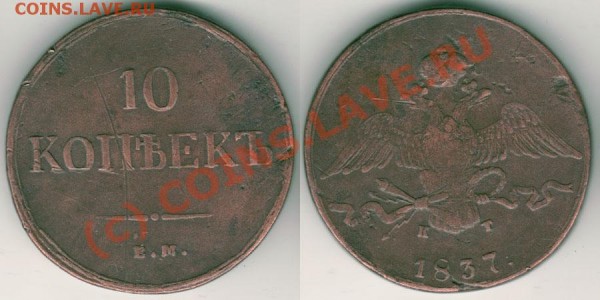 COINS.LAVE.RU
10
КОПѢЕКЪ
Е.М.
Н Т
1837.
(c) COINS.LAVE.RU